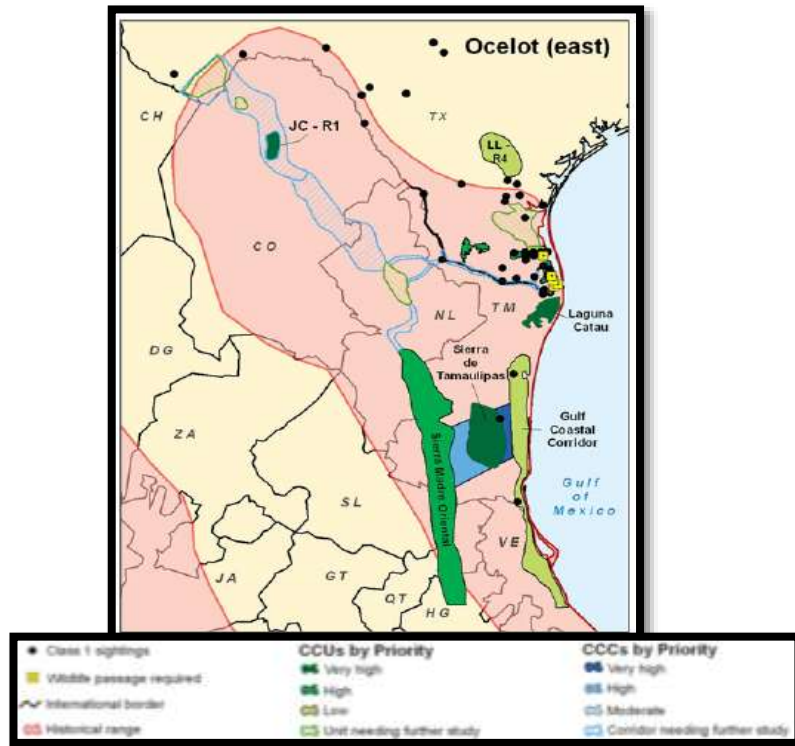 Ocelot (east)
CH
TX
JC - R1
LL -
R4
CO
NL
TM
Laguna
Catau
DG
Sierra
de
Tamaulipas
Gulf
Coastal
Corridor
ZA
Sierra Madre Oriental
SL
Gulf
of
Mexico
VE
JA
GT
QT
HG
Class 1 sightings
Wildlife passage required
International border
Historical range
CCUs by Priority
Very high
High
Low
Unit needing further study
CCCs by Priority
Very high
High
Moderate
Corridor needing further study